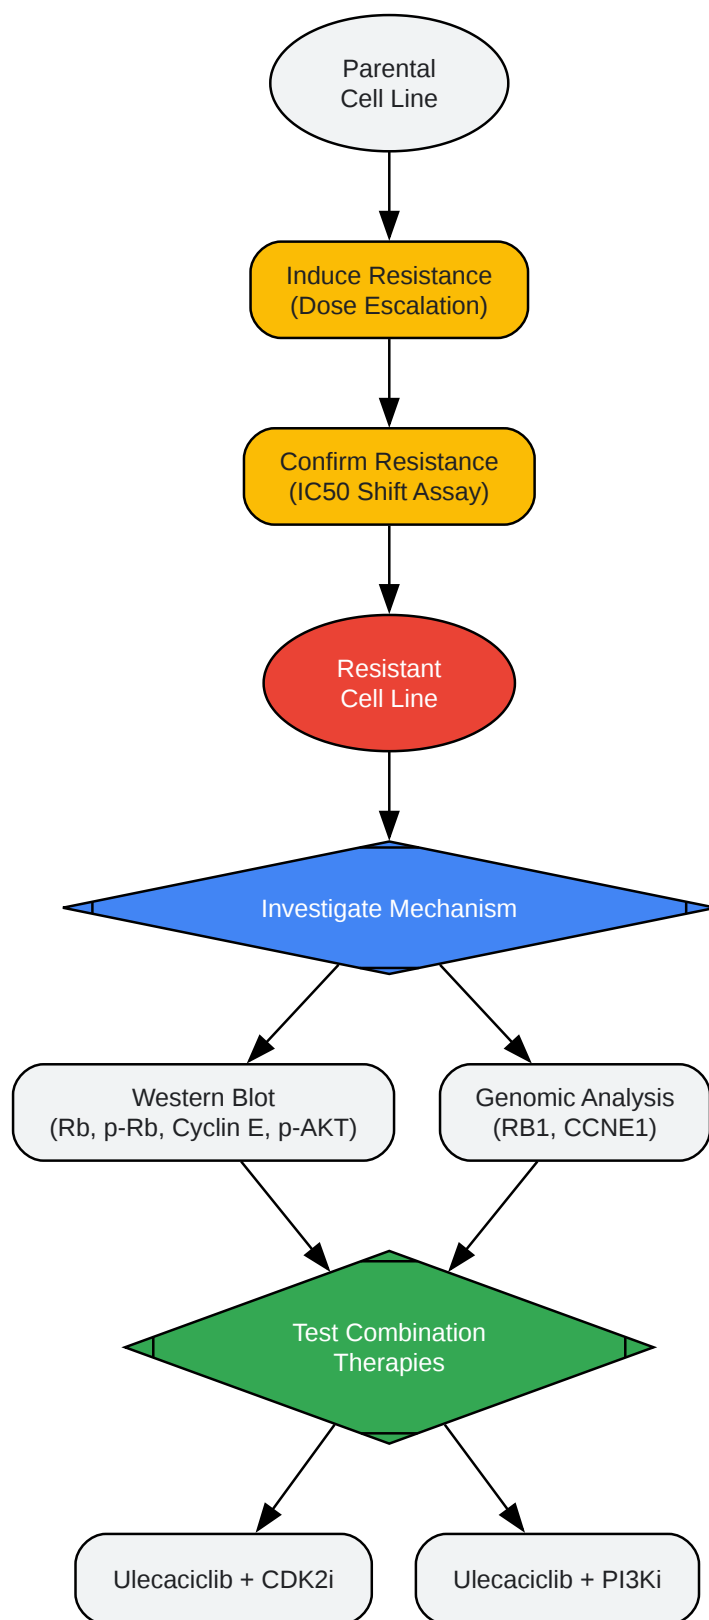 Parental
Cell Line
Induce Resistance
(Dose Escalation)
Confirm Resistance
(IC50 Shift Assay)
Resistant
Cell Line
Investigate Mechanism
Western Blot
(Rb, p-Rb, Cyclin E, p-AKT)
Genomic Analysis
(RB1, CCNE1)
Test Combination
Therapies
Ulecaciclib + CDK2i
Ulecaciclib + PI3Ki